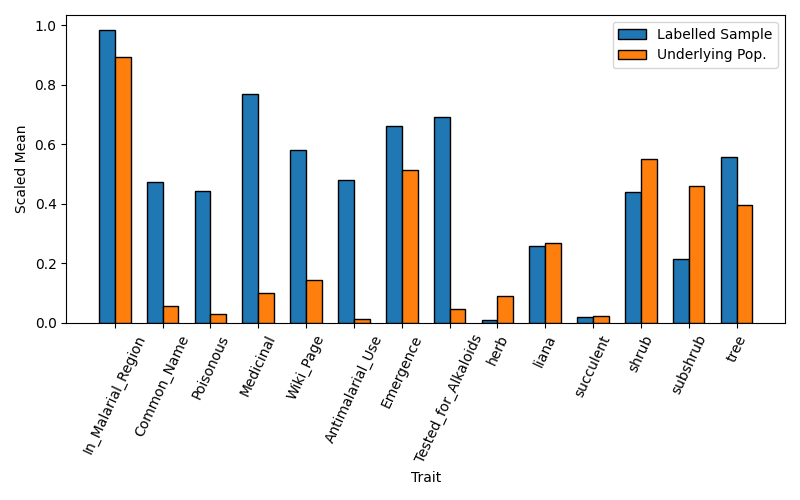 1.0
0.8
0.6
0.4
0.2
0.0
Scaled Mean
Labelled Sample
Underlying Pop.
In_Malarial_Region
Common_Name
Poisonous
Medicinal
Wiki_Page
Antimalarial_Use
Emergence
Tested_for_Alkaloids
herb
liana
succulent
shrub
subshrub
tree
Trait